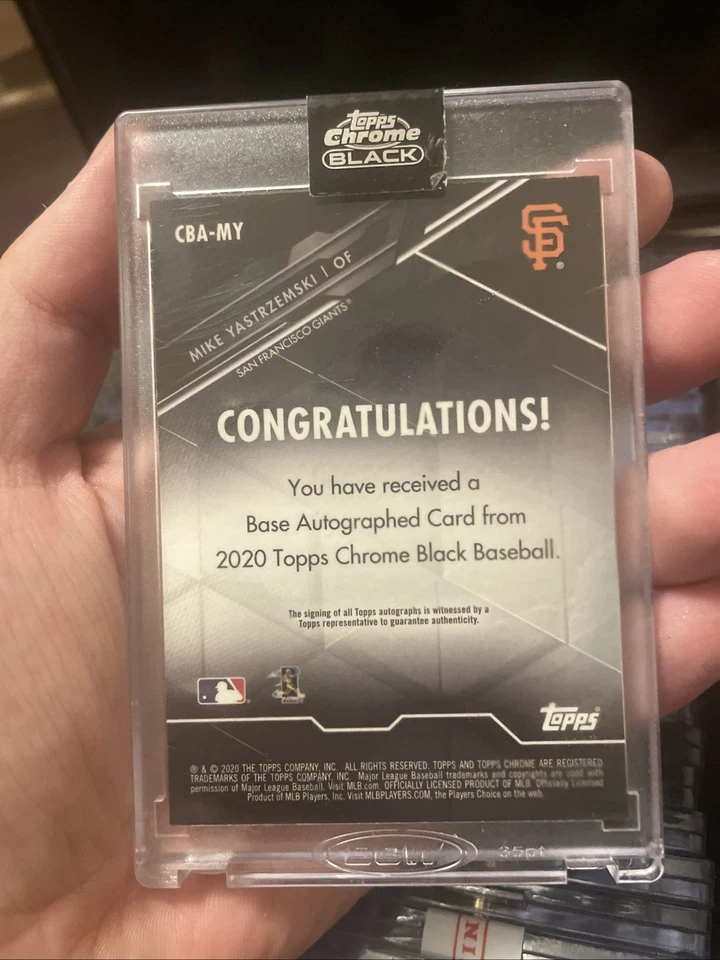 Topps
Chrome
BLACK
CBA-MY
SF
MIKE YASTRZEMSKI | OF
SAN FRANCISCO GIANTS®
CONGRATULATIONS!
You have received a
Base Autographed Card from
2020 Topps Chrome Black Baseball.
The signing of all Topps autographs is witnessed by a
Topps representative to guarantee authenticity.
Topps
® & © 2020 THE TOPPS COMPANY, INC. ALL RIGHTS RESERVED. TOPPS AND TOPPS CHROME ARE REGISTERED
TRADEMARKS OF THE TOPPS COMPANY, INC. Major League Baseball trademarks and copyrights are used with
permission of Major League Baseball. Visit MLB.com. OFFICIALLY LICENSED PRODUCT OF MLB. Officially Licensed
Product of MLB Players, Inc. Visit MLBPLAYERS.COM, the Players Choice on the web.
35pt
IN